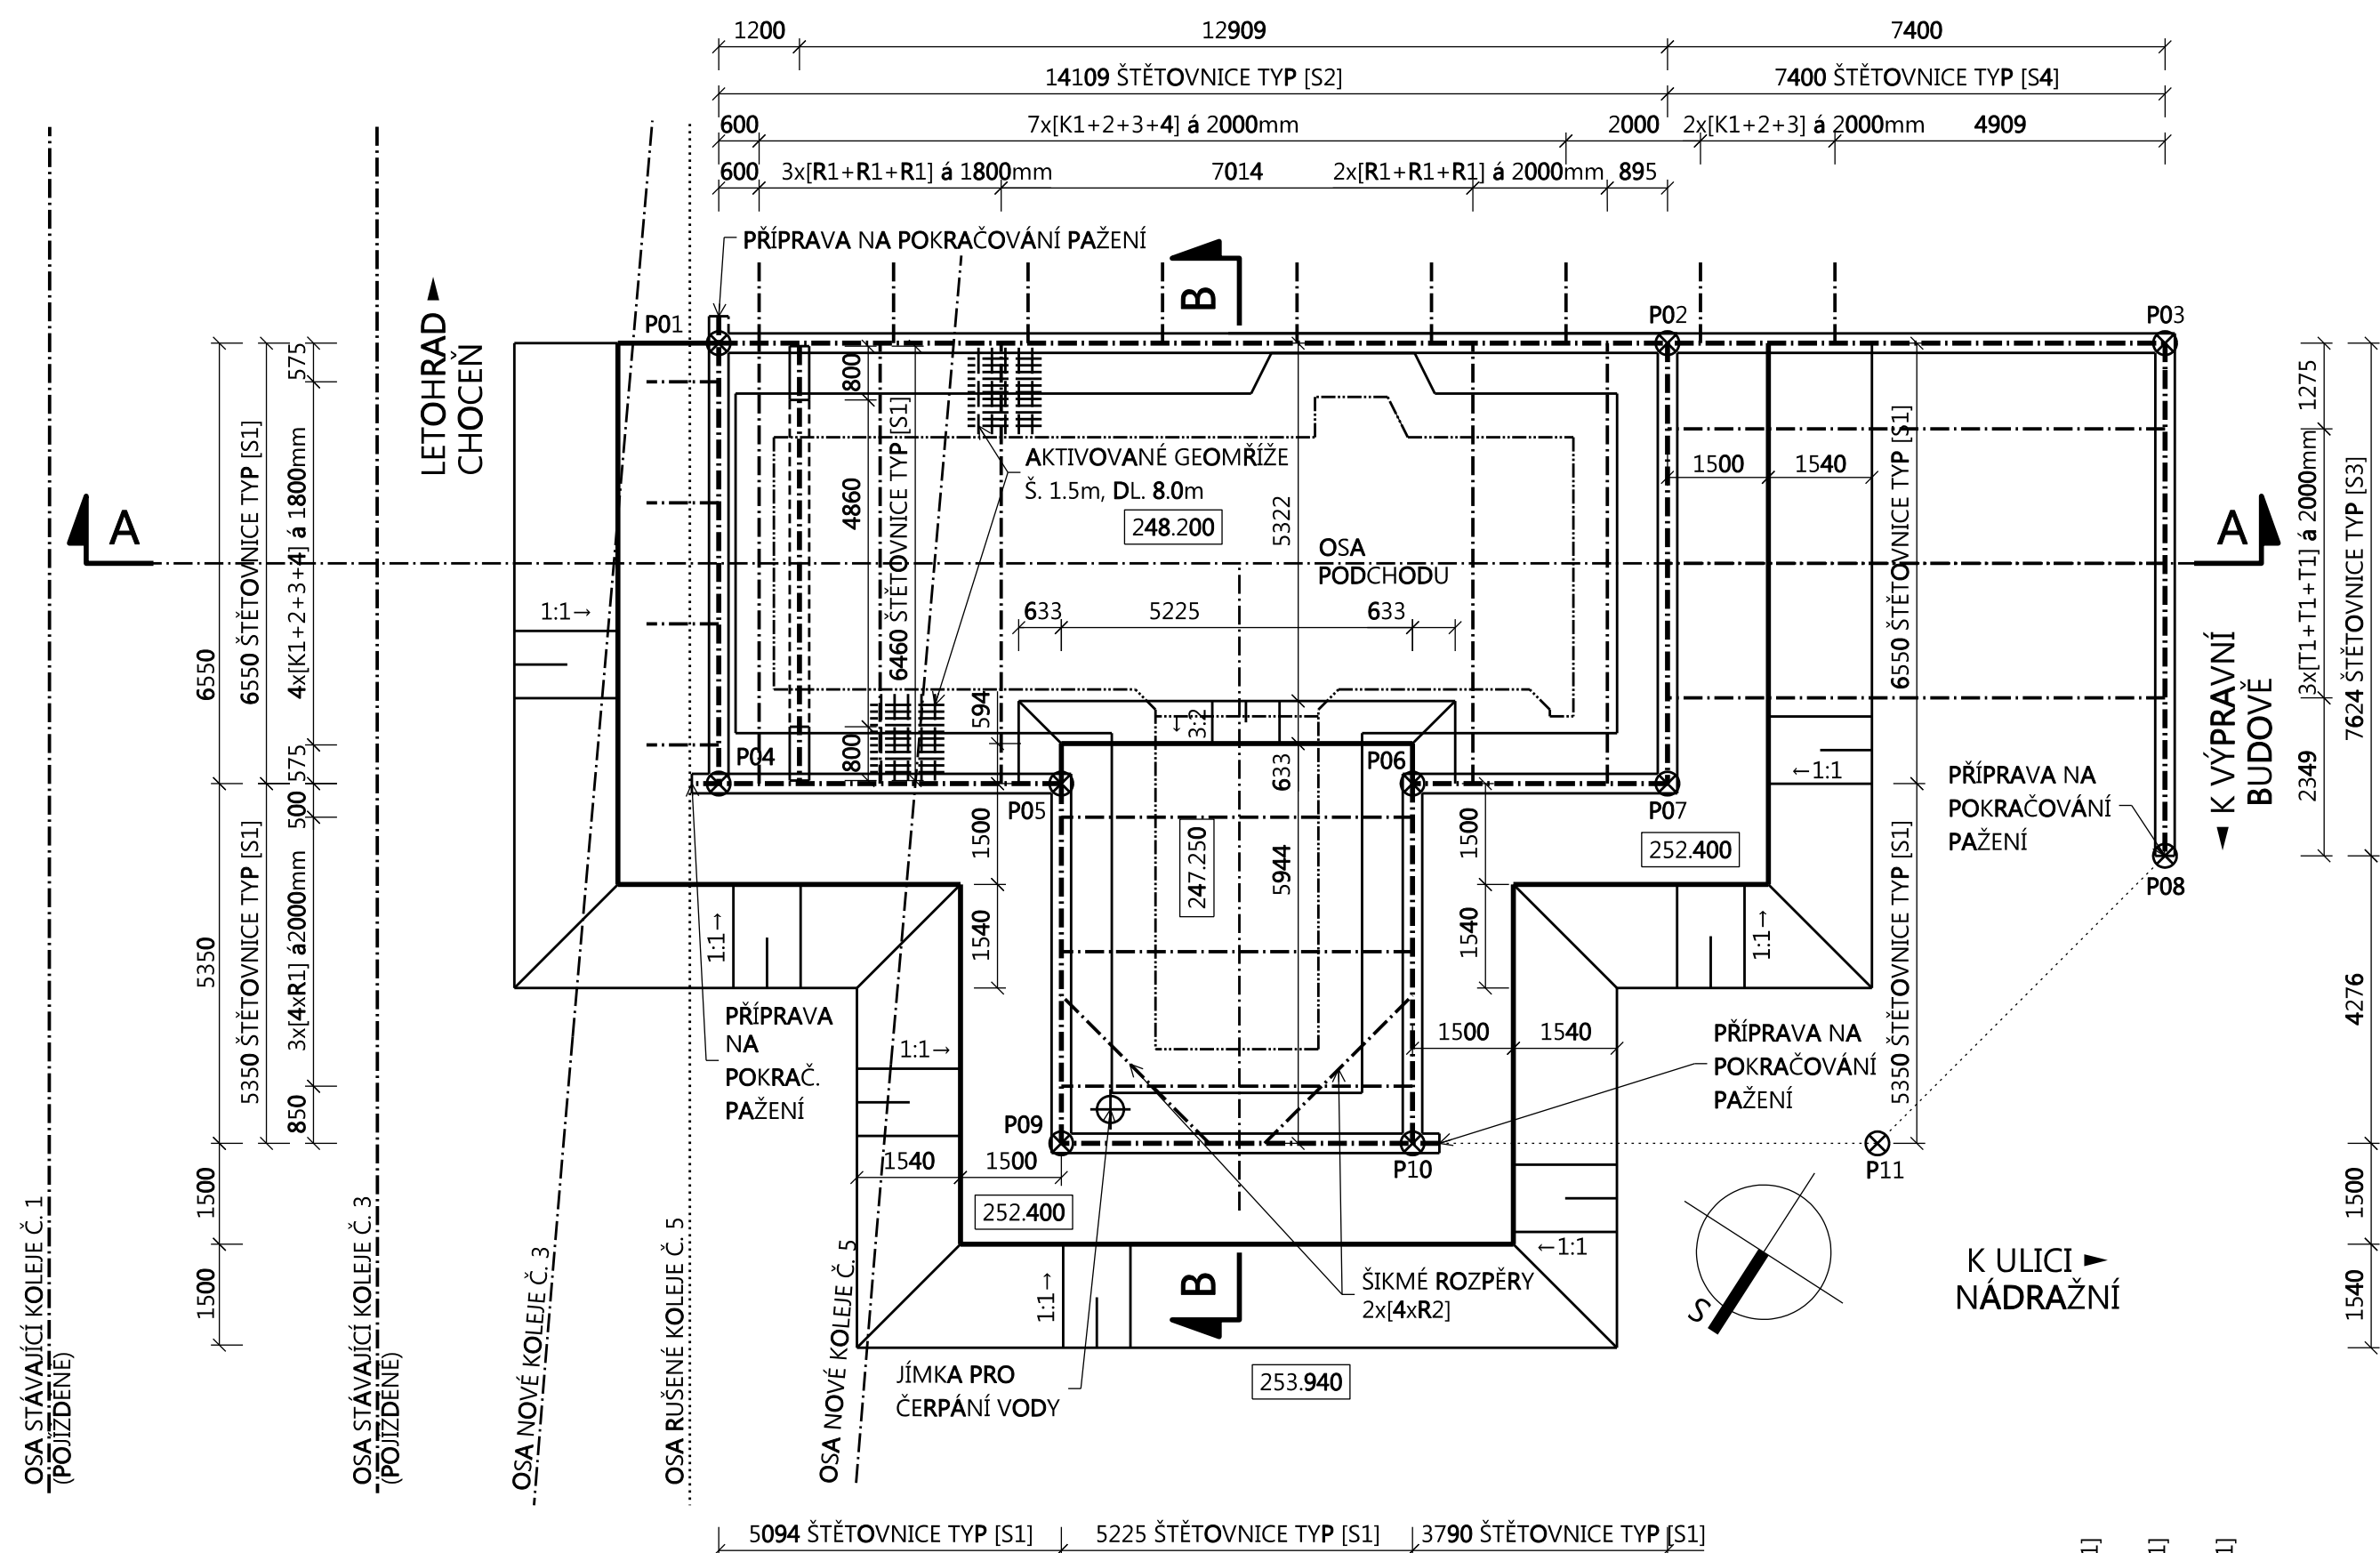 1200
12909
7400
14109 ŠTĚTOVNICE TYP [S2]
7400 ŠTĚTOVNICE TYP [S4]
600
7x[K1+2+3+4] á 2000mm
2000
2x[K1+2+3] á 2000mm
4909
600
3x[R1+R1+R1] á 1800mm
7014
2x[R1+R1+R1] á 2000mm
895
PŘÍPRAVA NA POKRAČOVÁNÍ PAŽENÍ
LETOHRAD
CHOCEŇ
B
P01
P02
P03
A
A
6550
6550 ŠTĚTOVNICE TYP [S1]
575
4x[K1+2+3+4] á 1800mm
575
800
4860
800
6460 ŠTĚTOVNICE TYP [S1]
AKTIVOVANÉ GEOMŘÍŽE
Š. 1.5m, DL. 8.0m
248.200
5322
OSA
PODCHODU
1500
1540
6550 ŠTĚTOVNICE TYP [S1]
1275
3x[T1+T1+T1] á 2000mm
2349
7624 ŠTĚTOVNICE TYP [S3]
1:1→
633
5225
633
594
3:2
→
633
K VÝPRAVNÍ
BUDOVĚ
P04
P05
P06
P07
←1:1
PŘÍPRAVA NA
POKRAČOVÁNÍ
PAŽENÍ
252.400
P08
500
3x[4xR1] á2000mm
850
5350
5350 ŠTĚTOVNICE TYP [S1]
1500
1540
247.250
5944
1500
1540
1:1→
1:1→
5350 ŠTĚTOVNICE TYP [S1]
4276
PŘÍPRAVA
NA
POKRAČ.
PAŽENÍ
1:1→
1500
1540
PŘÍPRAVA NA
POKRAČOVÁNÍ
PAŽENÍ
P09
P10
P11
1540
1500
252.400
1500
1500
1500
1540
←1:1
1:1→
B
ŠIKMÉ ROZPĚRY
2x[4xR2]
S
K ULICI
NÁDRAŽNÍ
JÍMKA PRO
ČERPÁNÍ VODY
253.940
OSA STÁVAJÍCÍ KOLEJE Č. 1
(POJÍŽDĚNÉ)
OSA STÁVAJÍCÍ KOLEJE Č. 3
(POJÍŽDĚNÉ)
OSA NOVÉ KOLEJE Č. 3
OSA RUŠENÉ KOLEJE Č. 5
OSA NOVÉ KOLEJE Č. 5
5094 ŠTĚTOVNICE TYP [S1]
5225 ŠTĚTOVNICE TYP [S1]
3790 ŠTĚTOVNICE TYP [S1]
1]
1]
1]